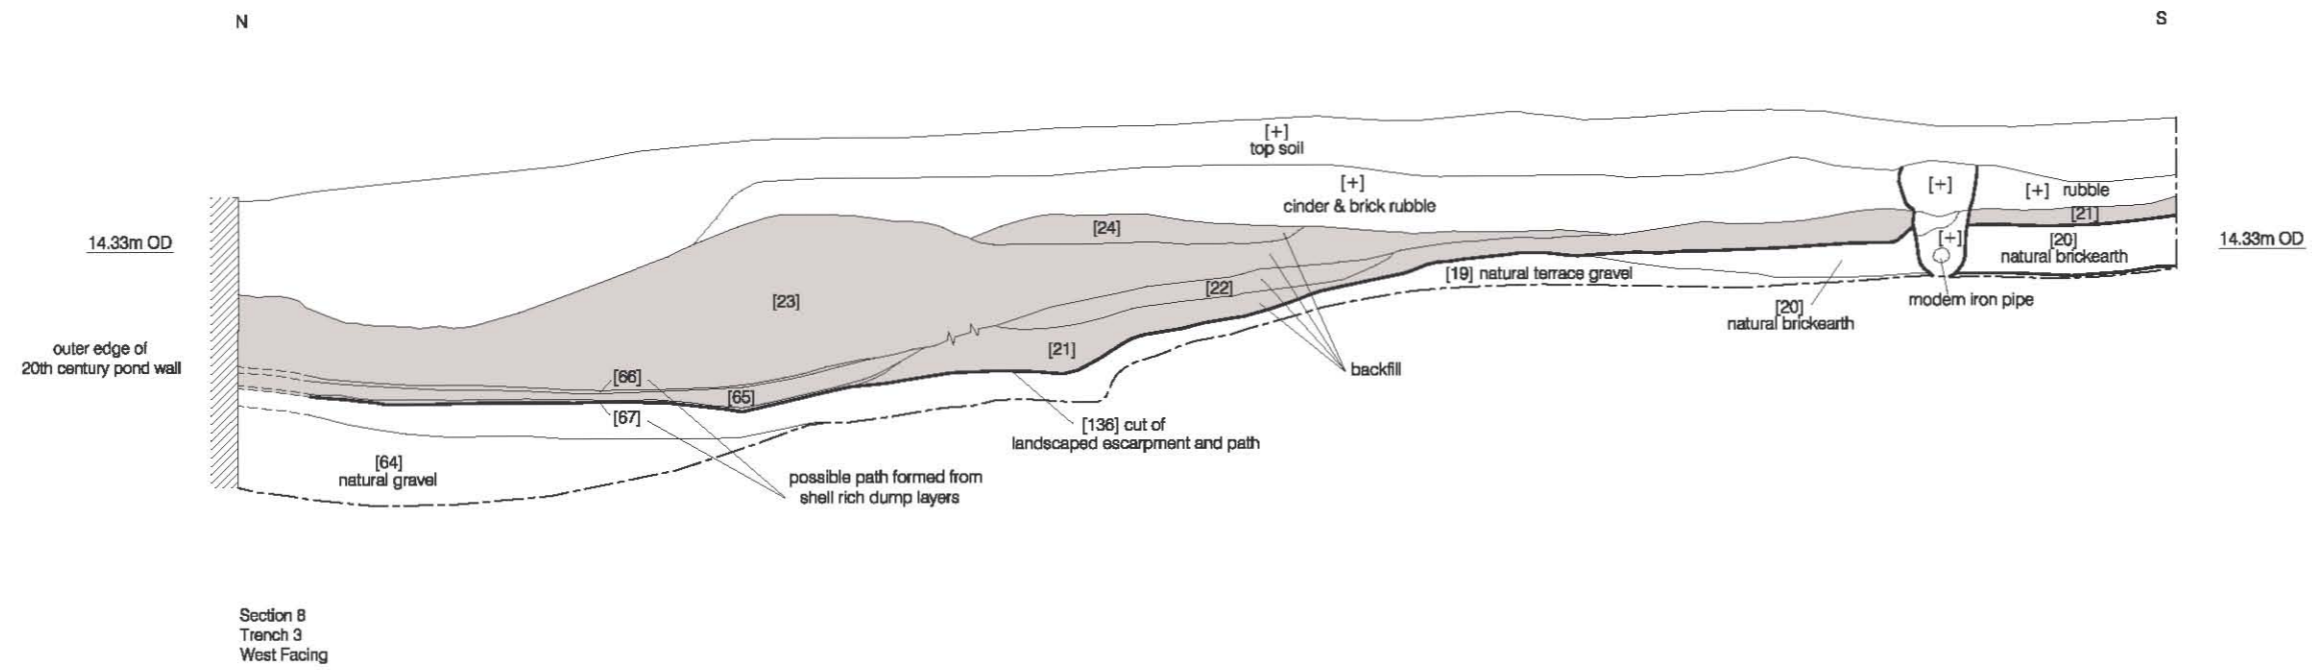 N
S
[+]
top soil
[+]
cinder & brick rubble
[+]
[+] rubble
[21]
[24]
14.33m OD
[+]
[20]
natural brickearth
14.33m OD
[19] natural terrace gravel
[22]
[23]
[20]
natural brickearth
modern iron pipe
outer edge of
20th century pond wall
[21]
backfill
[66]
[65]
[67]
[136] cut of
landscaped escarpment and path
[64]
natural gravel
possible path formed from
shell rich dump layers
Section 8
Trench 3
West Facing